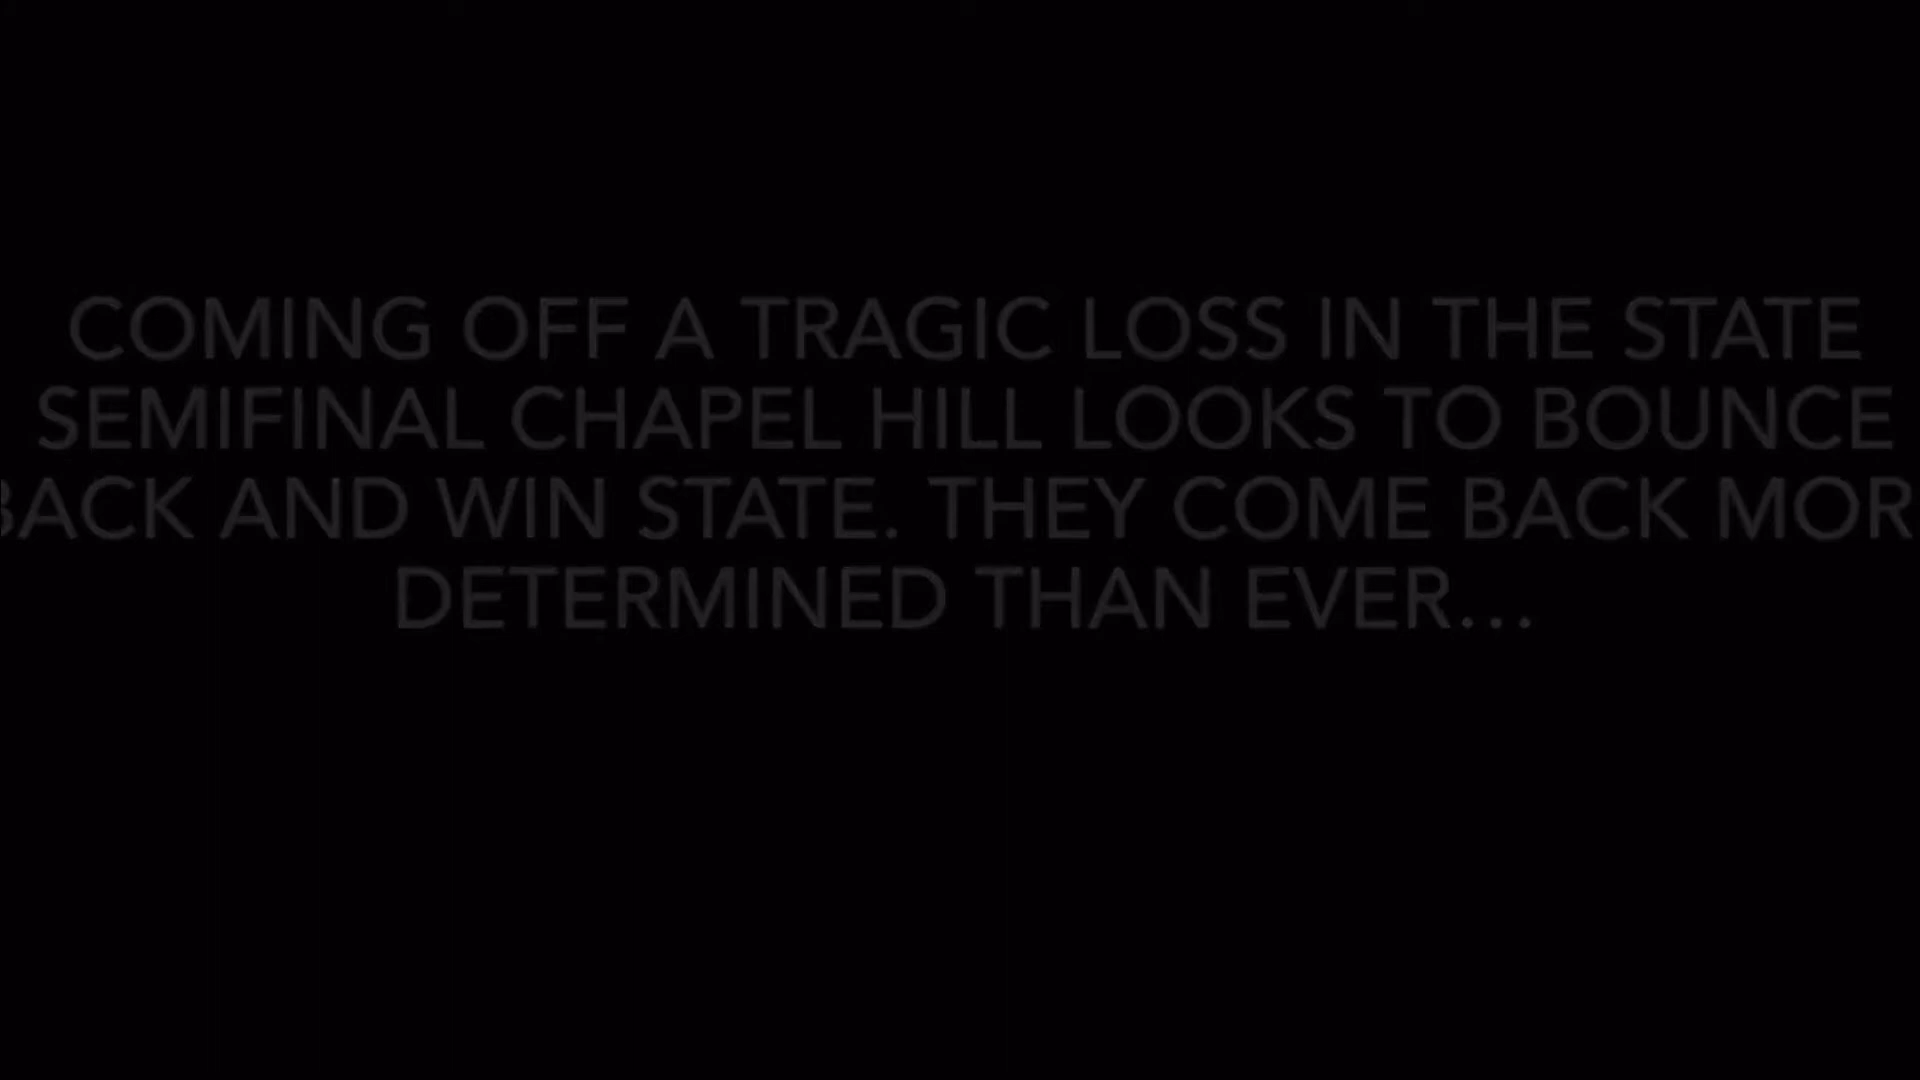 COMING OFF A TRAGIC LOSS IN THE STATE
SEMIFINAL CHAPEL HILL LOOKS TO BOUNCE
BACK AND WIN STATE. THEY COME BACK MOR
DETERMINED THAN EVER...